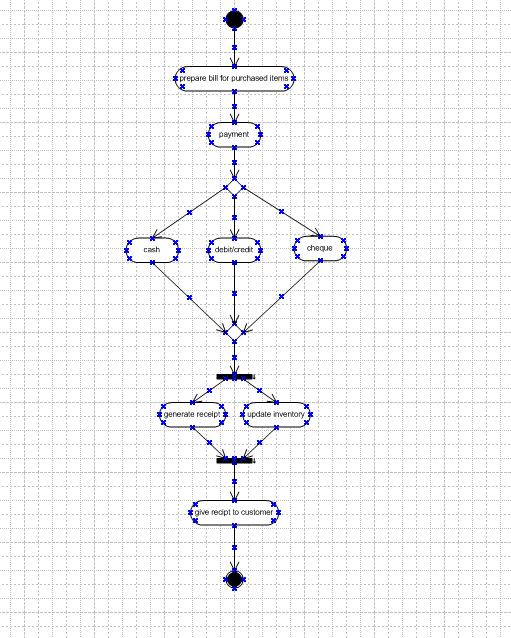 prepare bill for purchased items
payment
cash
debit/credit
cheque
generate receipt
update inventory
give recipt to customer